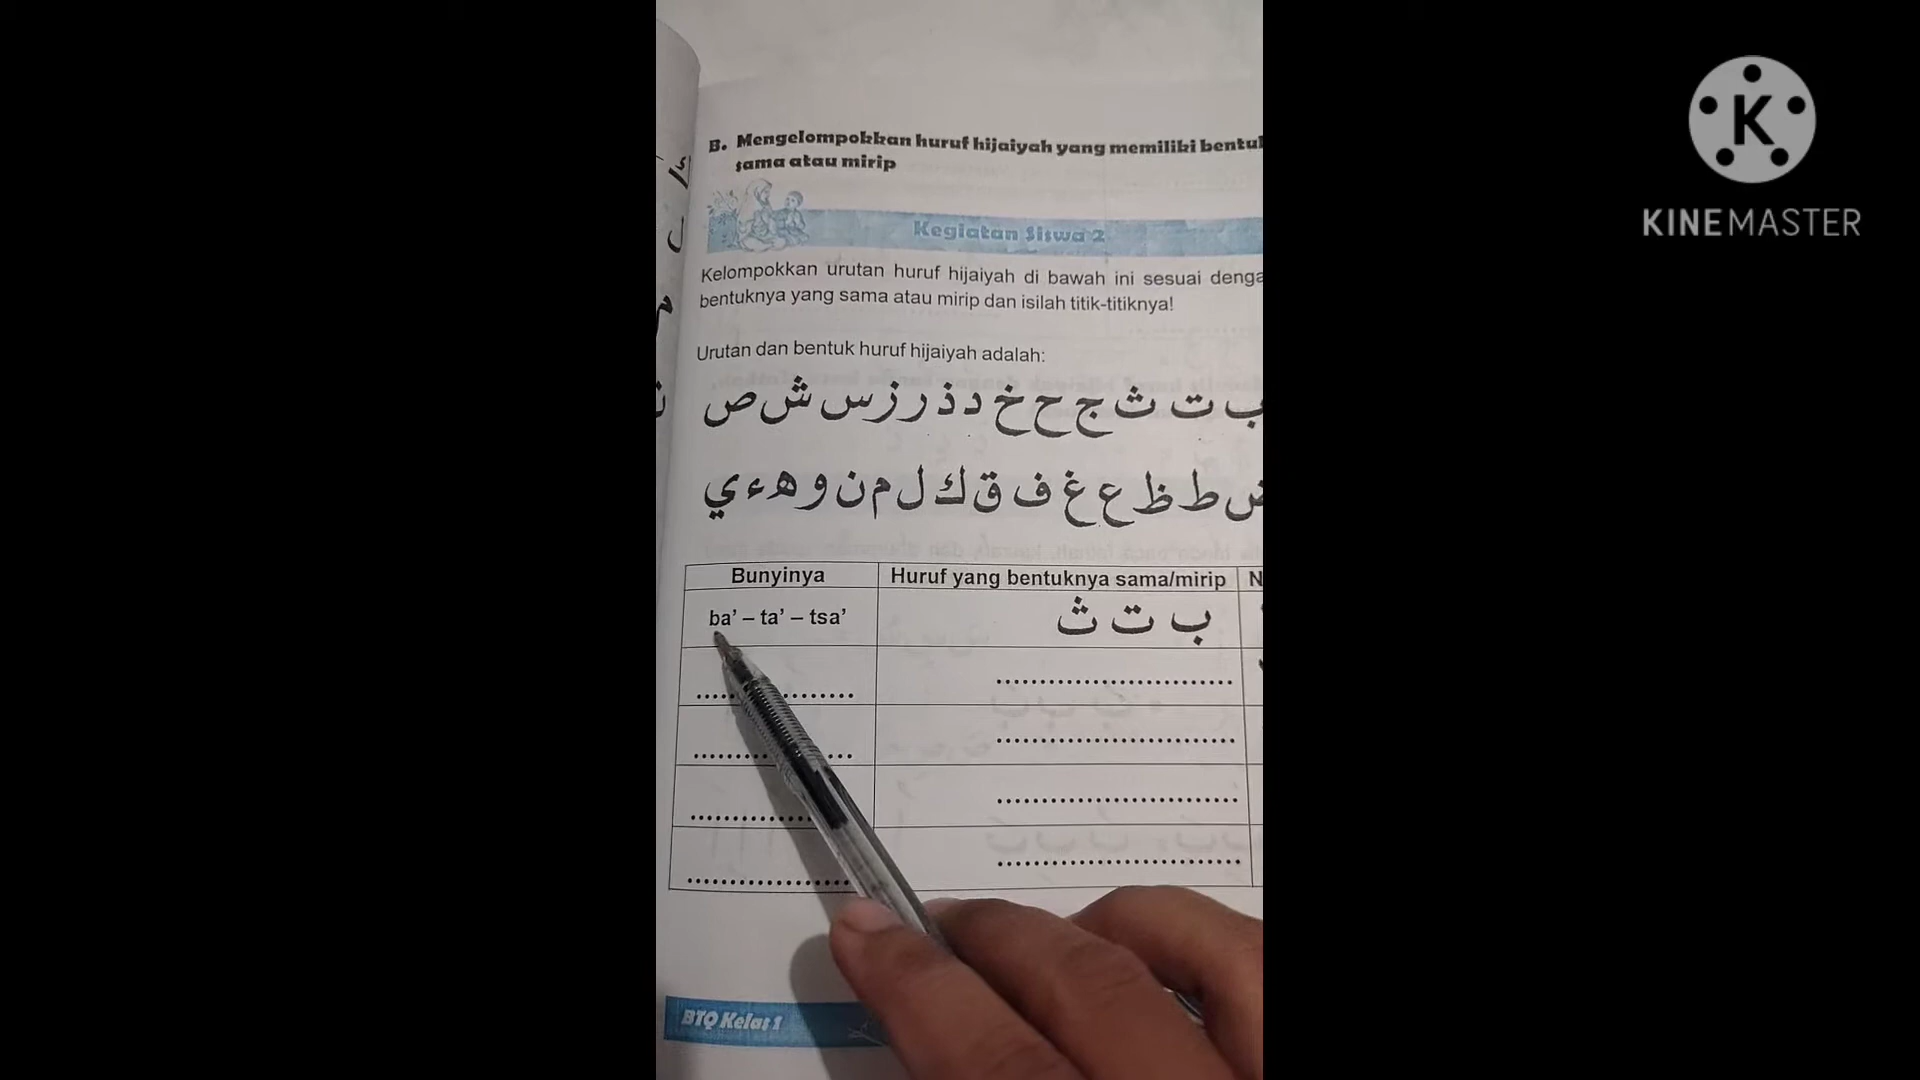 B. Mengelompokkan huruf hijaiyah yang memiliki bentuk
sama atau mirip
Kegiatan Siswa 2
Kelompokkan urutan huruf hijaiyah di bawah ini sesuai denga
bentuknya yang sama atau mirip dan isilah titik-titiknya!
Urutan dan bentuk huruf hijaiyah adalah:
ب ت ث ج ح خ د ذ ر ز س ش ص
ض ط ظ ع غ ف ق ك ل م ن و ه ء ي
Bunyinya Huruf yang bentuknya sama/mirip N
ba’ – ta’ – tsa’ ب ت ث
.................. ..........................
.................. ..........................
.................. ..........................
.................. ..........................
BTQ Kelas 1
K
KINEMASTER